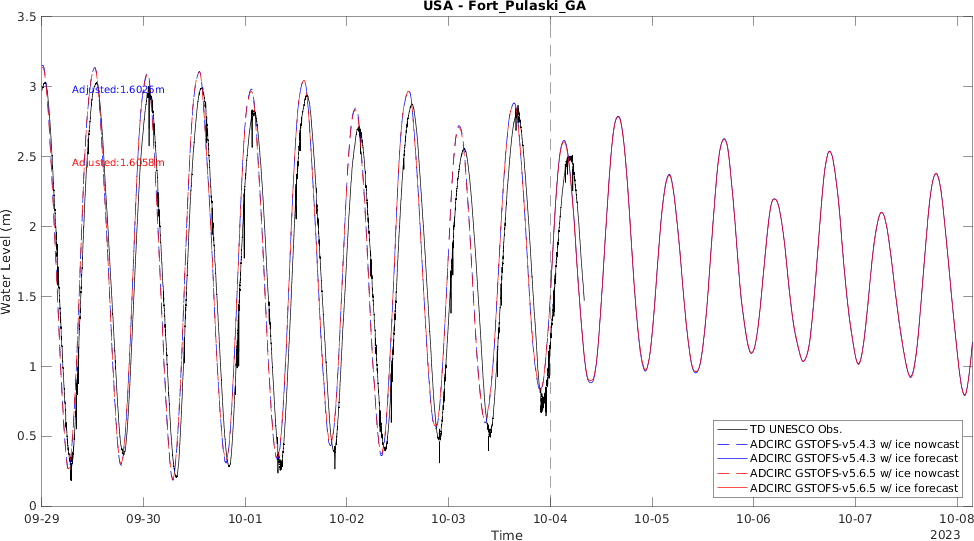 USA - Fort_Pulaski_GA
3.5
3
2.5
2
1.5
1
0.5
0
Water Level (m)
Adjusted:1.6026m
Adjusted:1.6058m
TD UNESCO Obs.
ADCIRC GSTOFS-v5.4.3 w/ ice nowcast
ADCIRC GSTOFS-v5.4.3 w/ ice forecast
ADCIRC GSTOFS-v5.6.5 w/ ice nowcast
ADCIRC GSTOFS-v5.6.5 w/ ice forecast
09-29 09-30 10-01 10-02 10-03 10-04 10-05 10-06 10-07 10-08
Time 2023